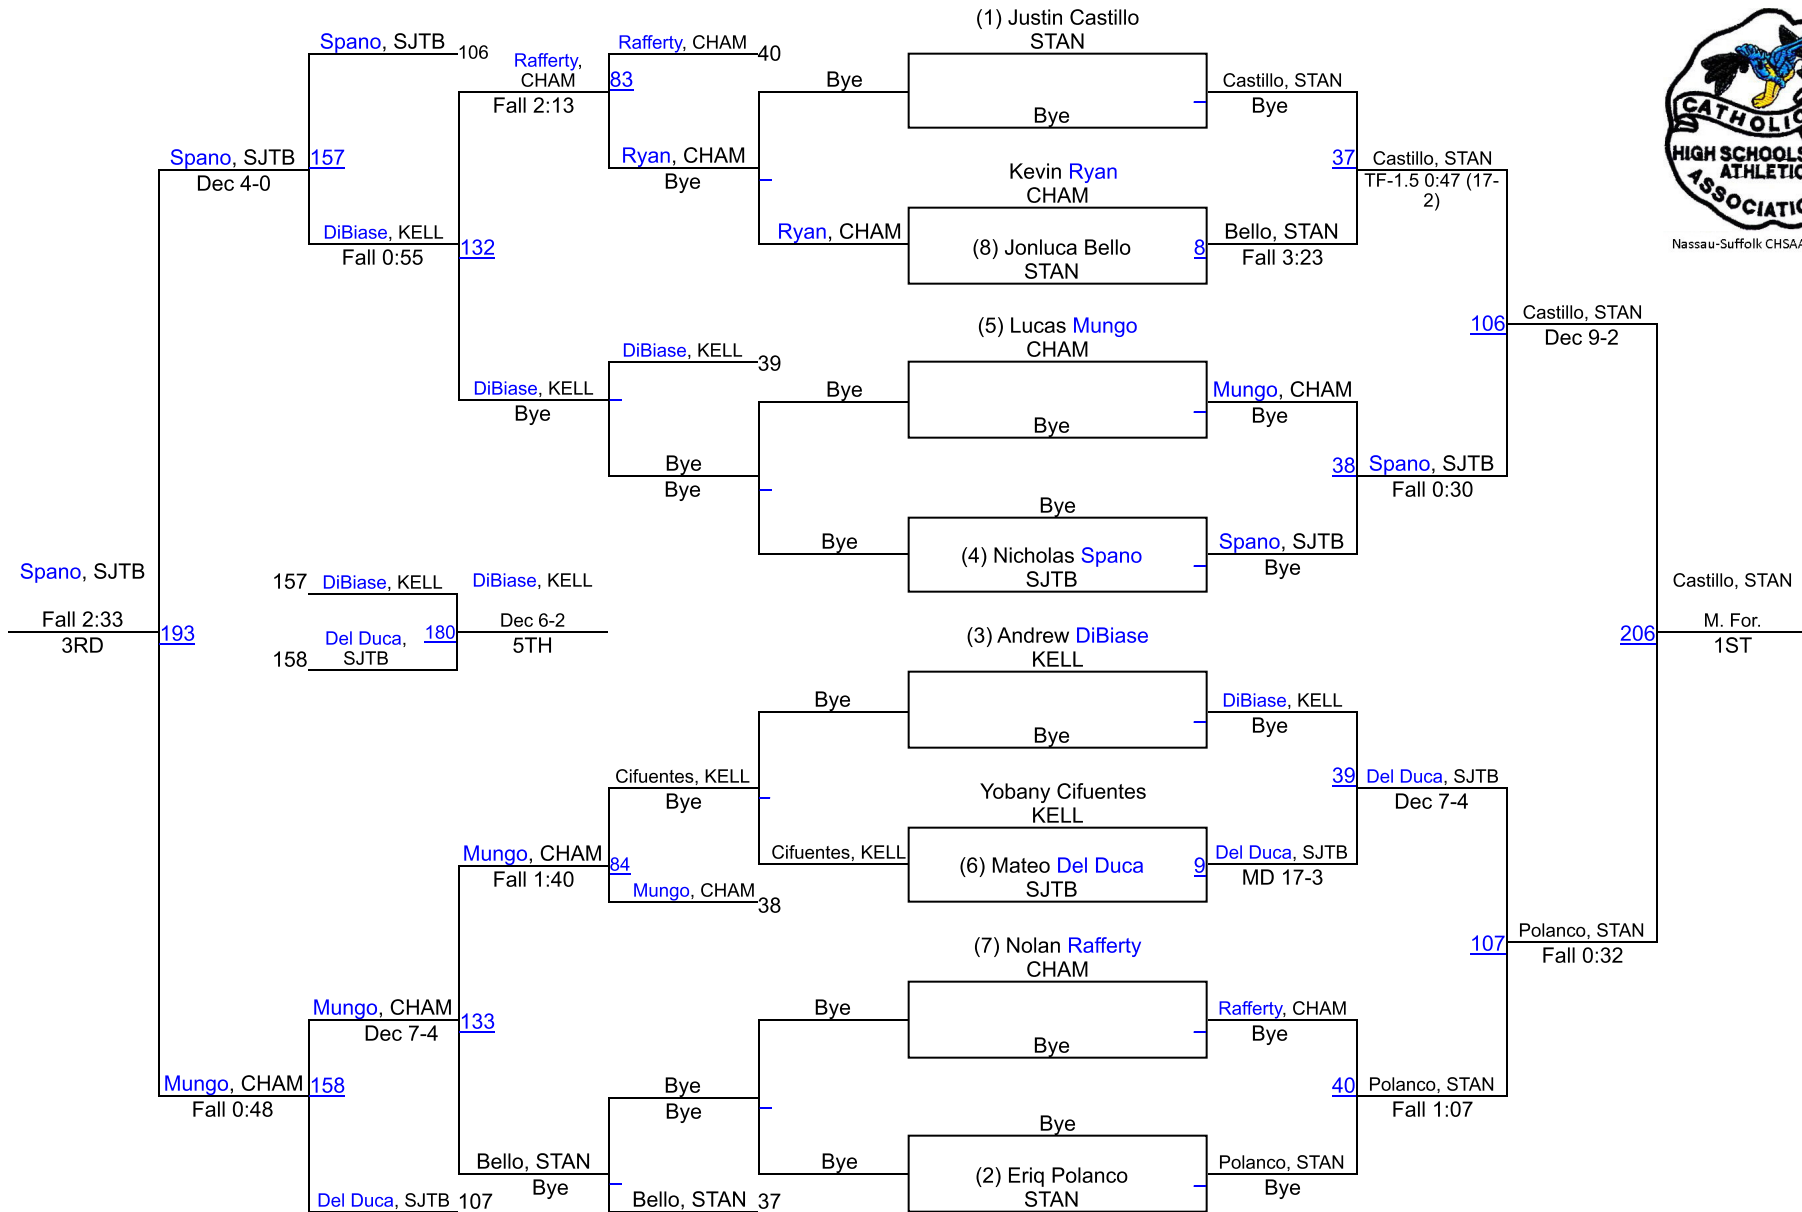 (1) Justin Castillo
STAN
Spano, SJTB
106
Rafferty, CHAM
40
Rafferty,
CHAM
83
Fall 2:13
Bye
Castillo, STAN
Bye
Bye
Spano, SJTB
157
Dec 4-0
Ryan, CHAM
Bye
Kevin Ryan
CHAM
37
Castillo, STAN
TF-1.5 0:47 (17-
2)
DiBiase, KELL
132
Fall 0:55
Ryan, CHAM
(8) Jonluca Bello
STAN
8
Bello, STAN
Fall 3:23
(5) Lucas Mungo
CHAM
106
Castillo, STAN
Dec 9-2
DiBiase, KELL
39
DiBiase, KELL
Bye
Bye
Mungo, CHAM
Bye
Bye
Bye
Bye
38
Spano, SJTB
Fall 0:30
Bye
Bye
(4) Nicholas Spano
SJTB
Spano, SJTB
Bye
Spano, SJTB
Fall 2:33
3RD
193
157
DiBiase, KELL
DiBiase, KELL
Del Duca,
SJTB
158
180
Dec 6-2
5TH
(3) Andrew DiBiase
KELL
Castillo, STAN
206
M. For.
1ST
Bye
DiBiase, KELL
Bye
Bye
Cifuentes, KELL
Bye
Yobany Cifuentes
KELL
39
Del Duca, SJTB
Dec 7-4
Mungo, CHAM
84
Fall 1:40
Cifuentes, KELL
(6) Mateo Del Duca
SJTB
9
Del Duca, SJTB
MD 17-3
Mungo, CHAM
38
(7) Nolan Rafferty
CHAM
107
Polanco, STAN
Fall 0:32
Mungo, CHAM
133
Dec 7-4
Bye
Rafferty, CHAM
Bye
Bye
Mungo, CHAM
158
Fall 0:48
Bye
Bye
40
Polanco, STAN
Fall 1:07
Bye
Bello, STAN
Bye
Bye
(2) Eriq Polanco
STAN
Polanco, STAN
Bye
Del Duca, SJTB
107
Bello, STAN
37
CATHOLIC
HIGH SCHOOLS
ATHLETIC
ASSOCIATIO
Nassau-Suffolk CHSAA